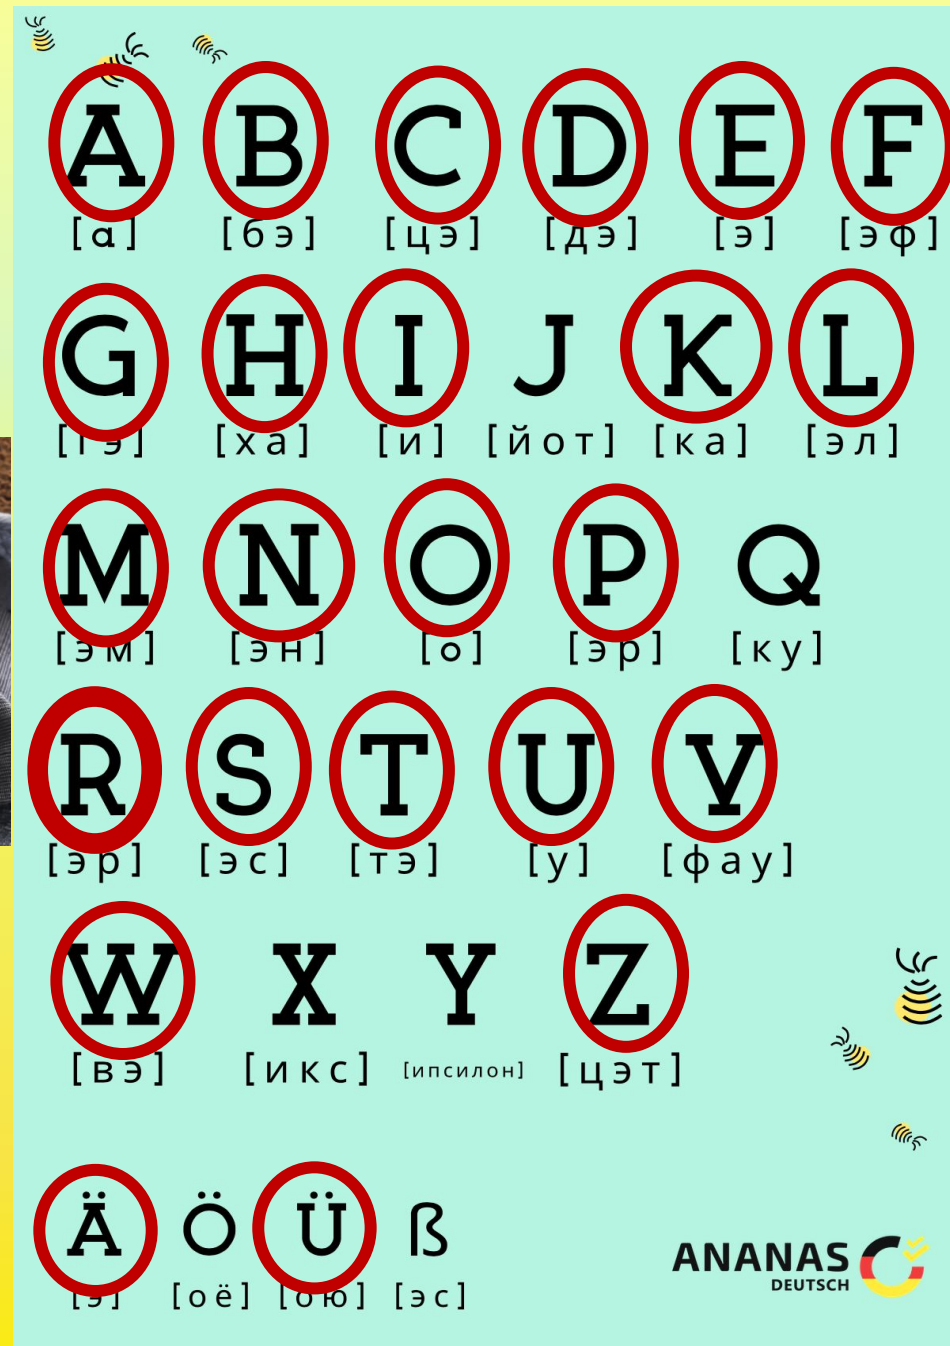 A B C D E F
[а] [бэ] [цэ] [дэ] [э] [эф]
G H I J K L
[гэ] [ха] [и] [йот] [ка] [эл]
M N O P Q
[эм] [эн] [о] [эр] [ку]
R S T U V
[эр] [эс] [тэ] [у] [фау]
W X Y Z
[вэ] [икс] [ипсилон] [цэт]
Ä Ö Ü ß
[э] [оё] [ою] [эс]
ANANAS
DEUTSCH